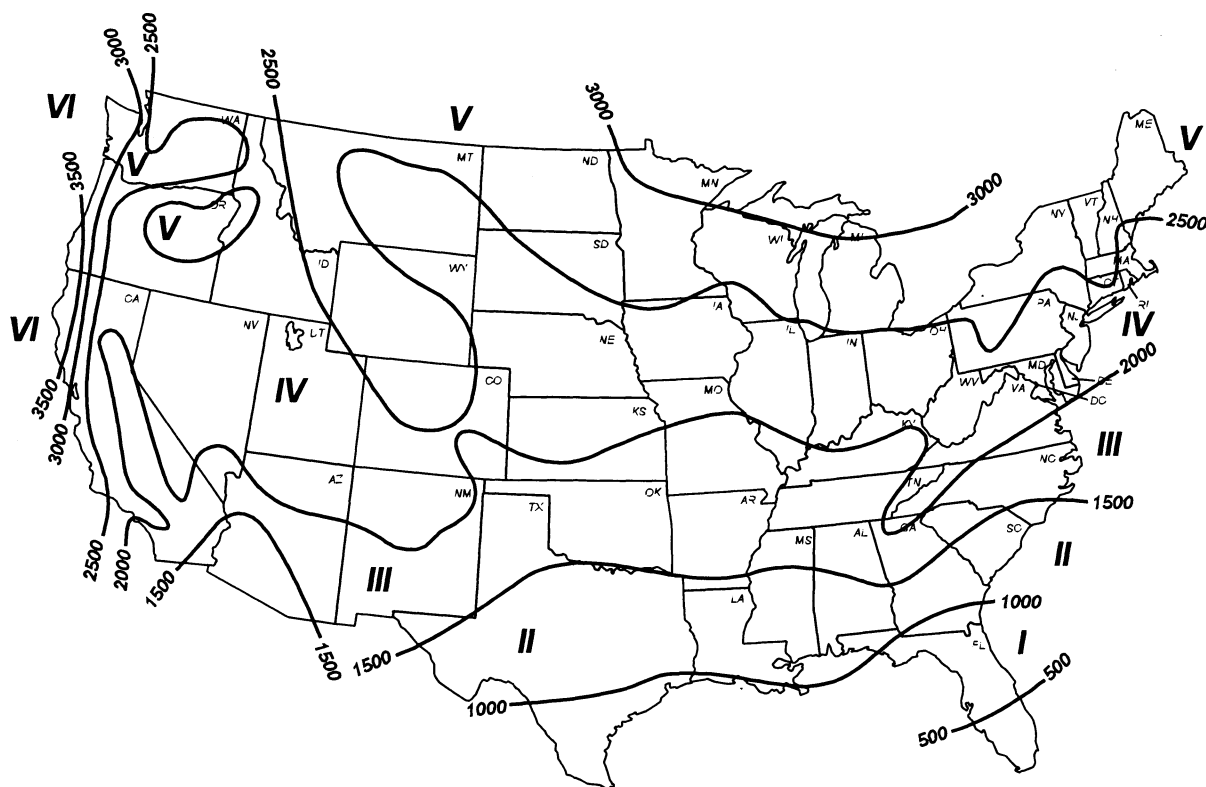 3000
2500
2500
VI
WA
V
V
3000
MT
ND
MN
ME
V
3500
OR
V
3000
NY
VT
NH
2500
WI
MI
SD
ID
WY
MA
CT
RI
CA
IA
PA
NJ
NV
UT
IL
IN
OH
IV
VI
NE
MD
2000
IV
CO
MO
WV
VA
DE
DC
3500
KS
KY
3000
III
NC
AZ
NM
OK
AR
TN
TX
1500
2500
2000
1500
MS
AL
GA
SC
II
III
LA
1000
II
FL
I
1500
1500
500
1000
500